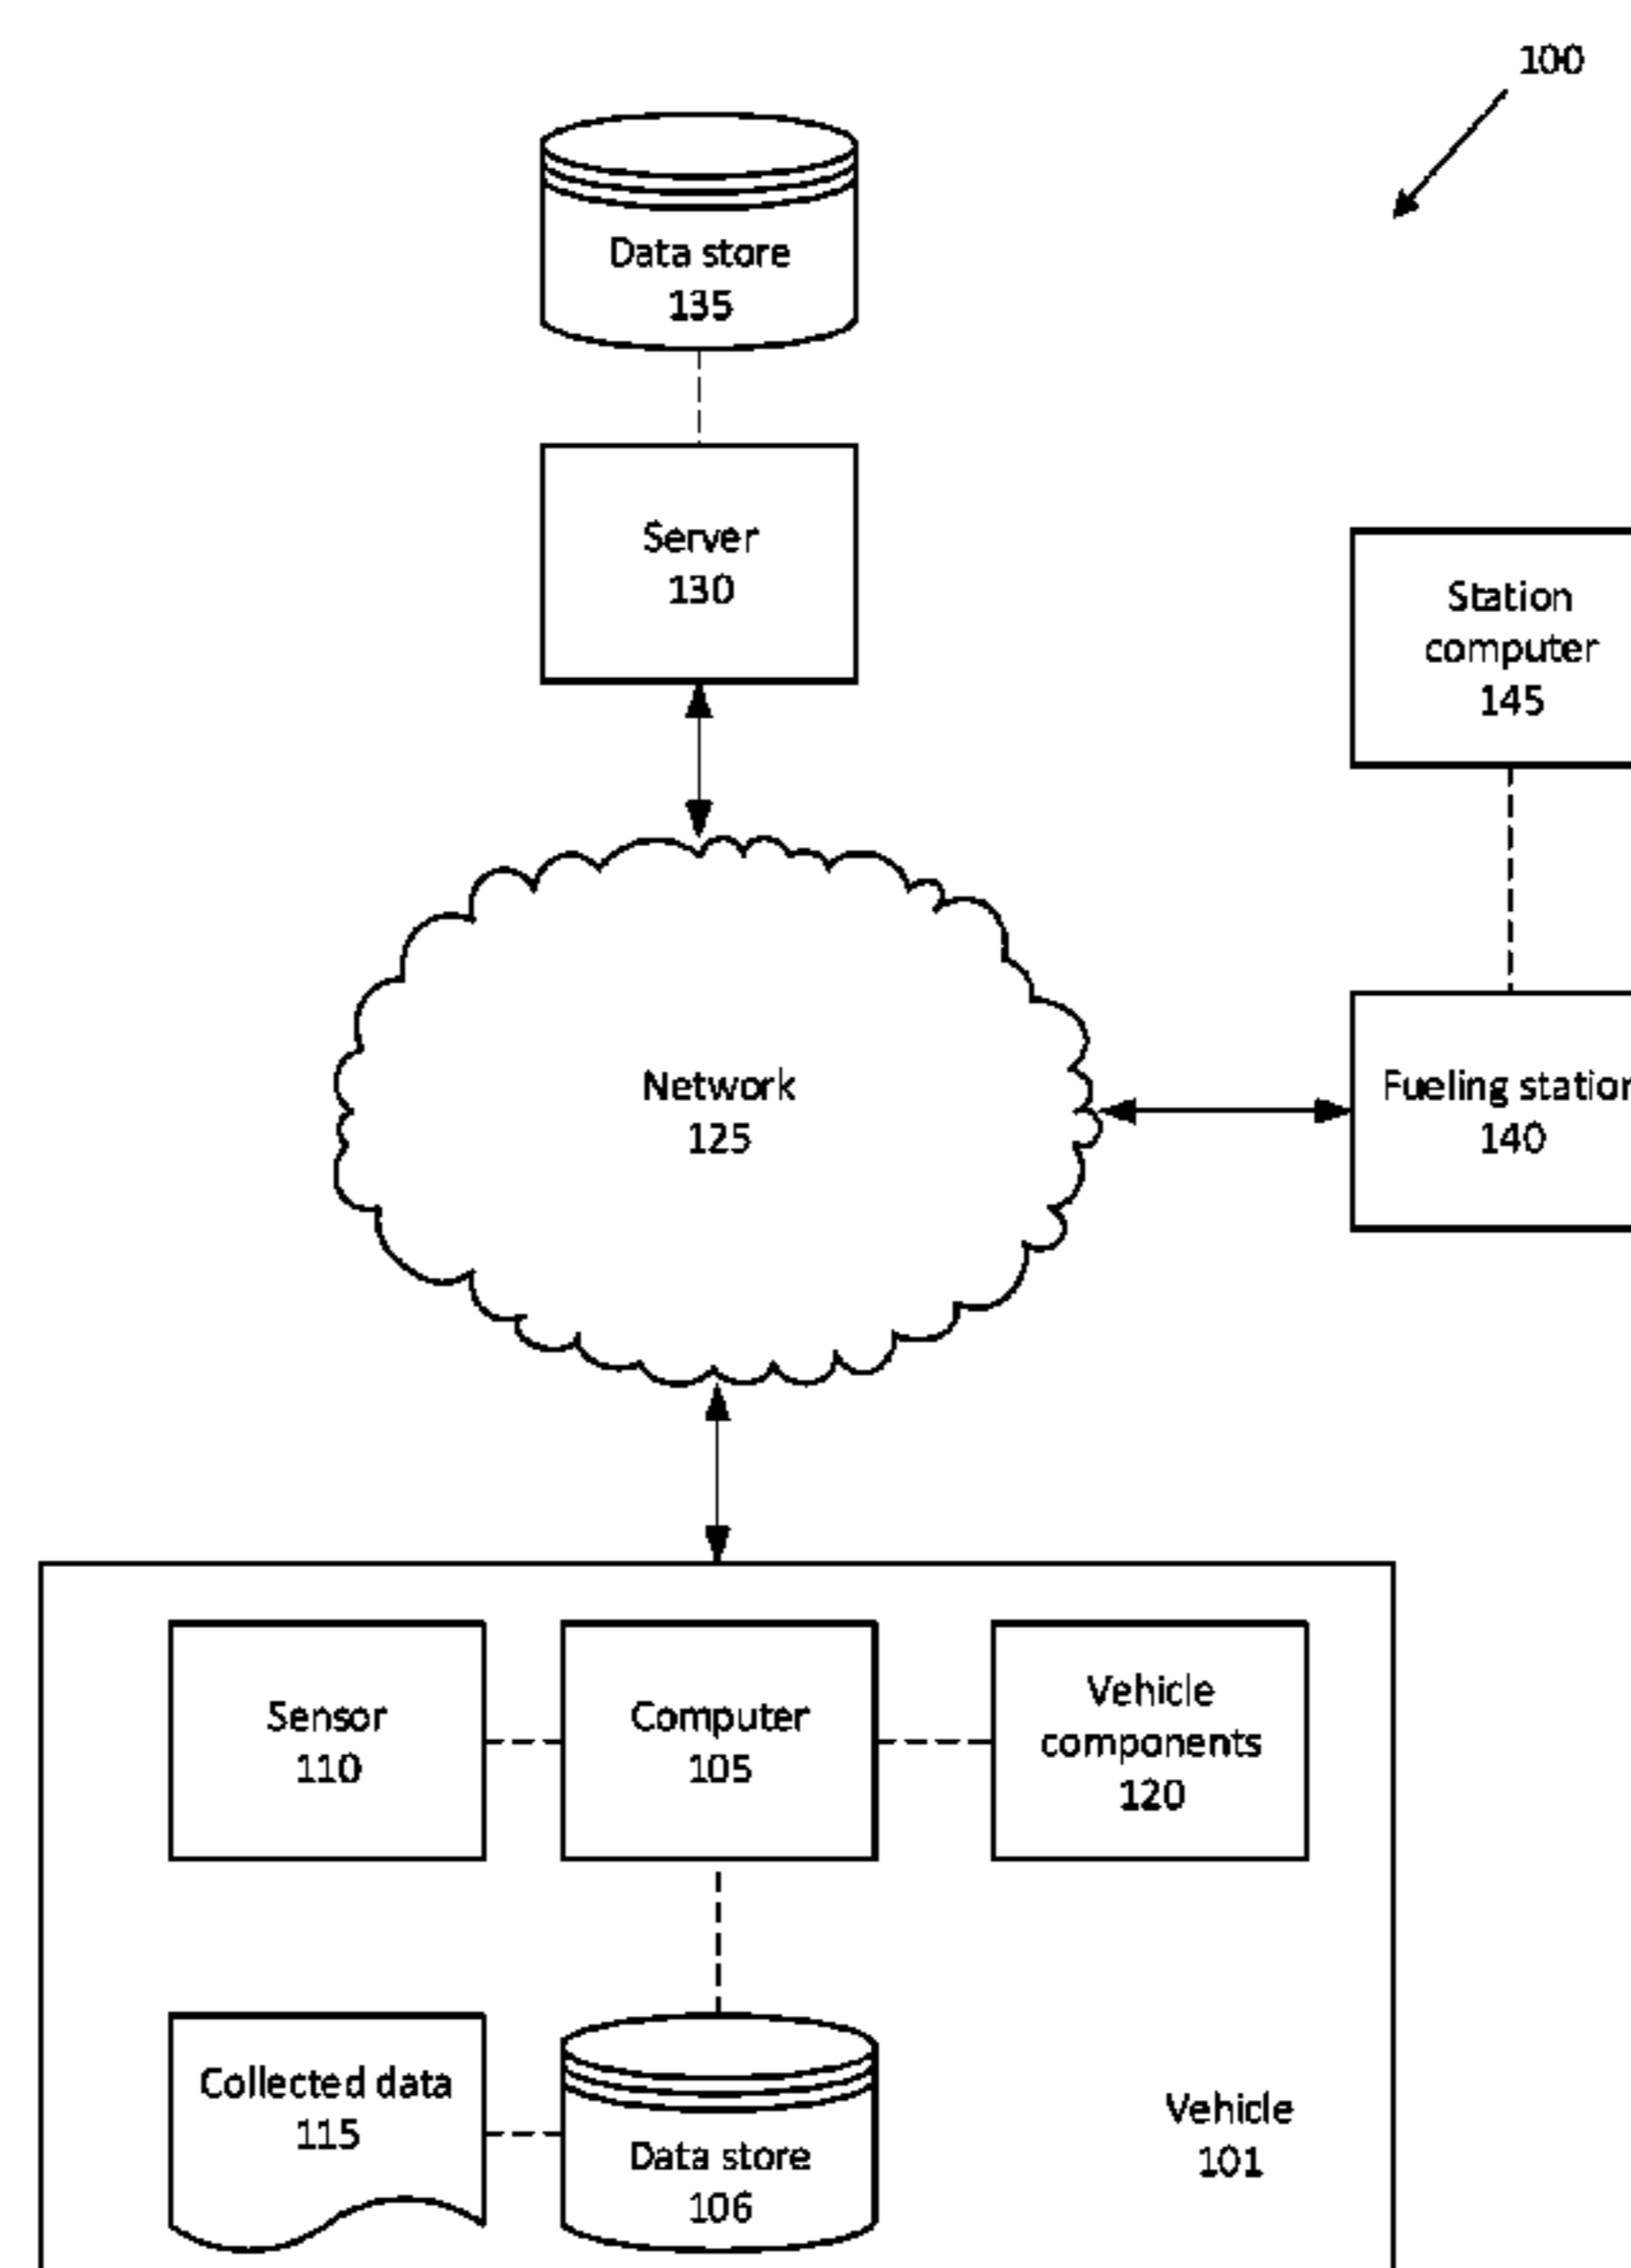 100
Data store
135
Server
130
Station
computer
145
Network
125
Fueling station
140
Sensor
110
Computer
105
Vehicle
components
120
Collected data
115
Data store
106
Vehicle
101